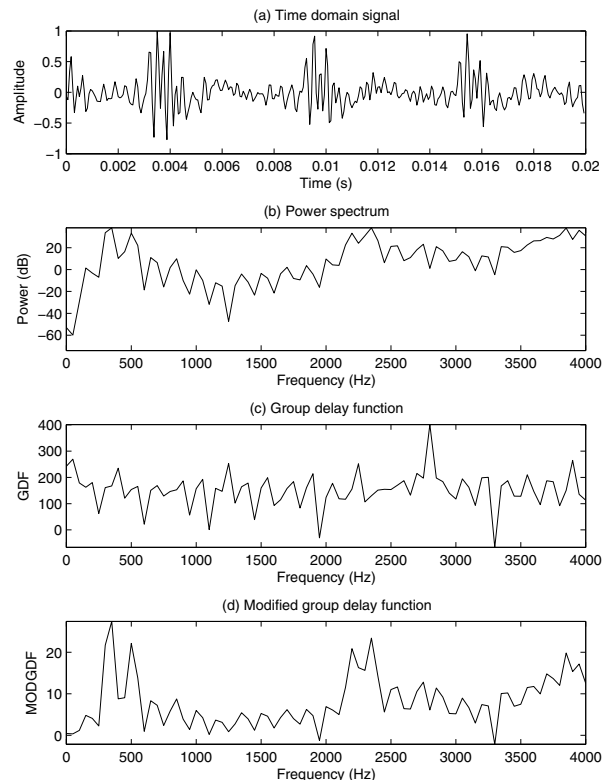 (a) Time domain signal
1
0.5
0
−0.5
−1
Amplitude
0 0.002 0.004 0.006 0.008 0.01 0.012 0.014 0.016 0.018 0.02
Time (s)
(b) Power spectrum
20
0
−20
−40
−60
Power (dB)
0 500 1000 1500 2000 2500 3000 3500 4000
Frequency (Hz)
(c) Group delay function
400
300
200
100
0
GDF
0 500 1000 1500 2000 2500 3000 3500 4000
Frequency (Hz)
(d) Modified group delay function
20
10
0
MODGDF
0 500 1000 1500 2000 2500 3000 3500 4000
Frequency (Hz)